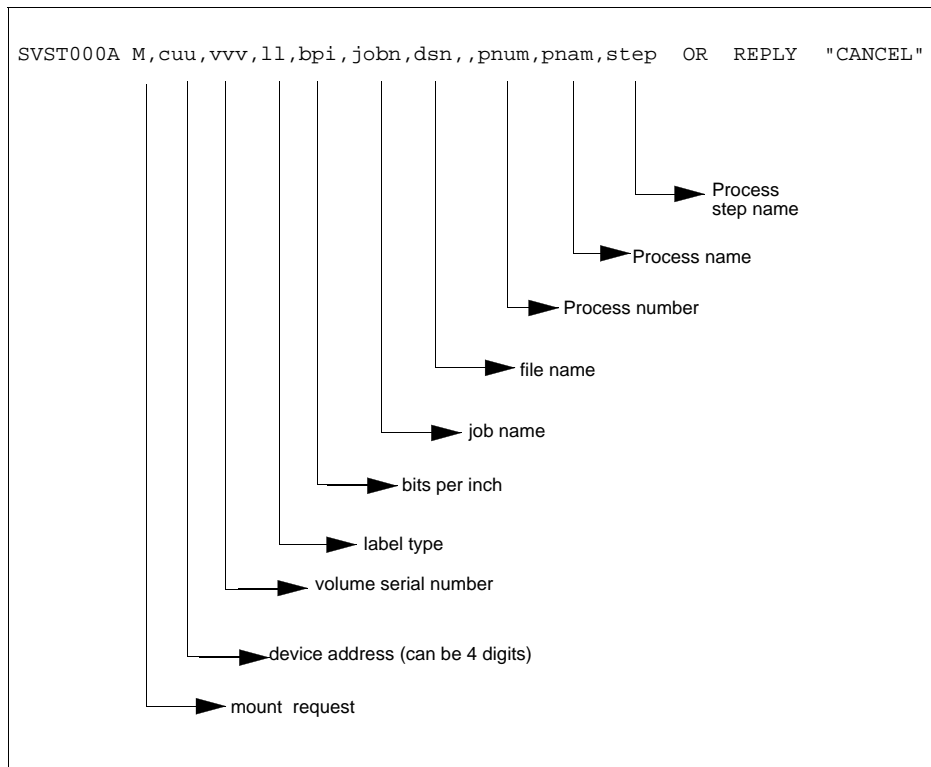 SVST000A M,cuu,vvv,ll,bpi,jobn,dsn,,pnum,pnam,step OR REPLY "CANCEL"
Process
step name
Process name
Process number
file name
job name
bits per inch
label type
volume serial number
device address (can be 4 digits)
mount request